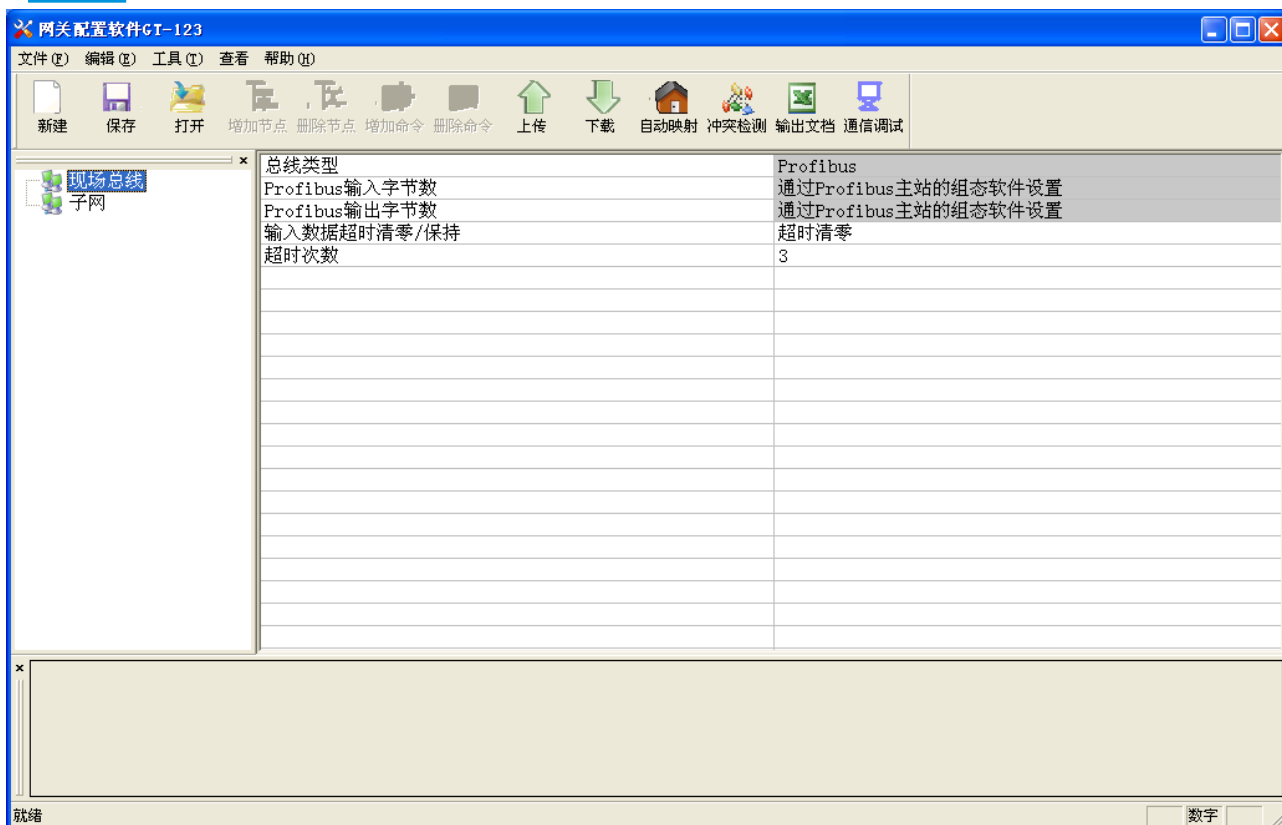 网关配置软件GT-123
文件(F) 编辑(E) 工具(T) 查看 帮助(H)
新建 保存 打开 增加节点 删除节点 增加命令 删除命令 上传 下载 自动映射 冲突检测 输出文档 通信调试
现场总线
子网
总线类型 Profibus
Profibus输入字节数 通过Profibus主站的组态软件设置
Profibus输出字节数 通过Profibus主站的组态软件设置
输入数据超时清零/保持 超时清零
超时次数 3
就绪 数字